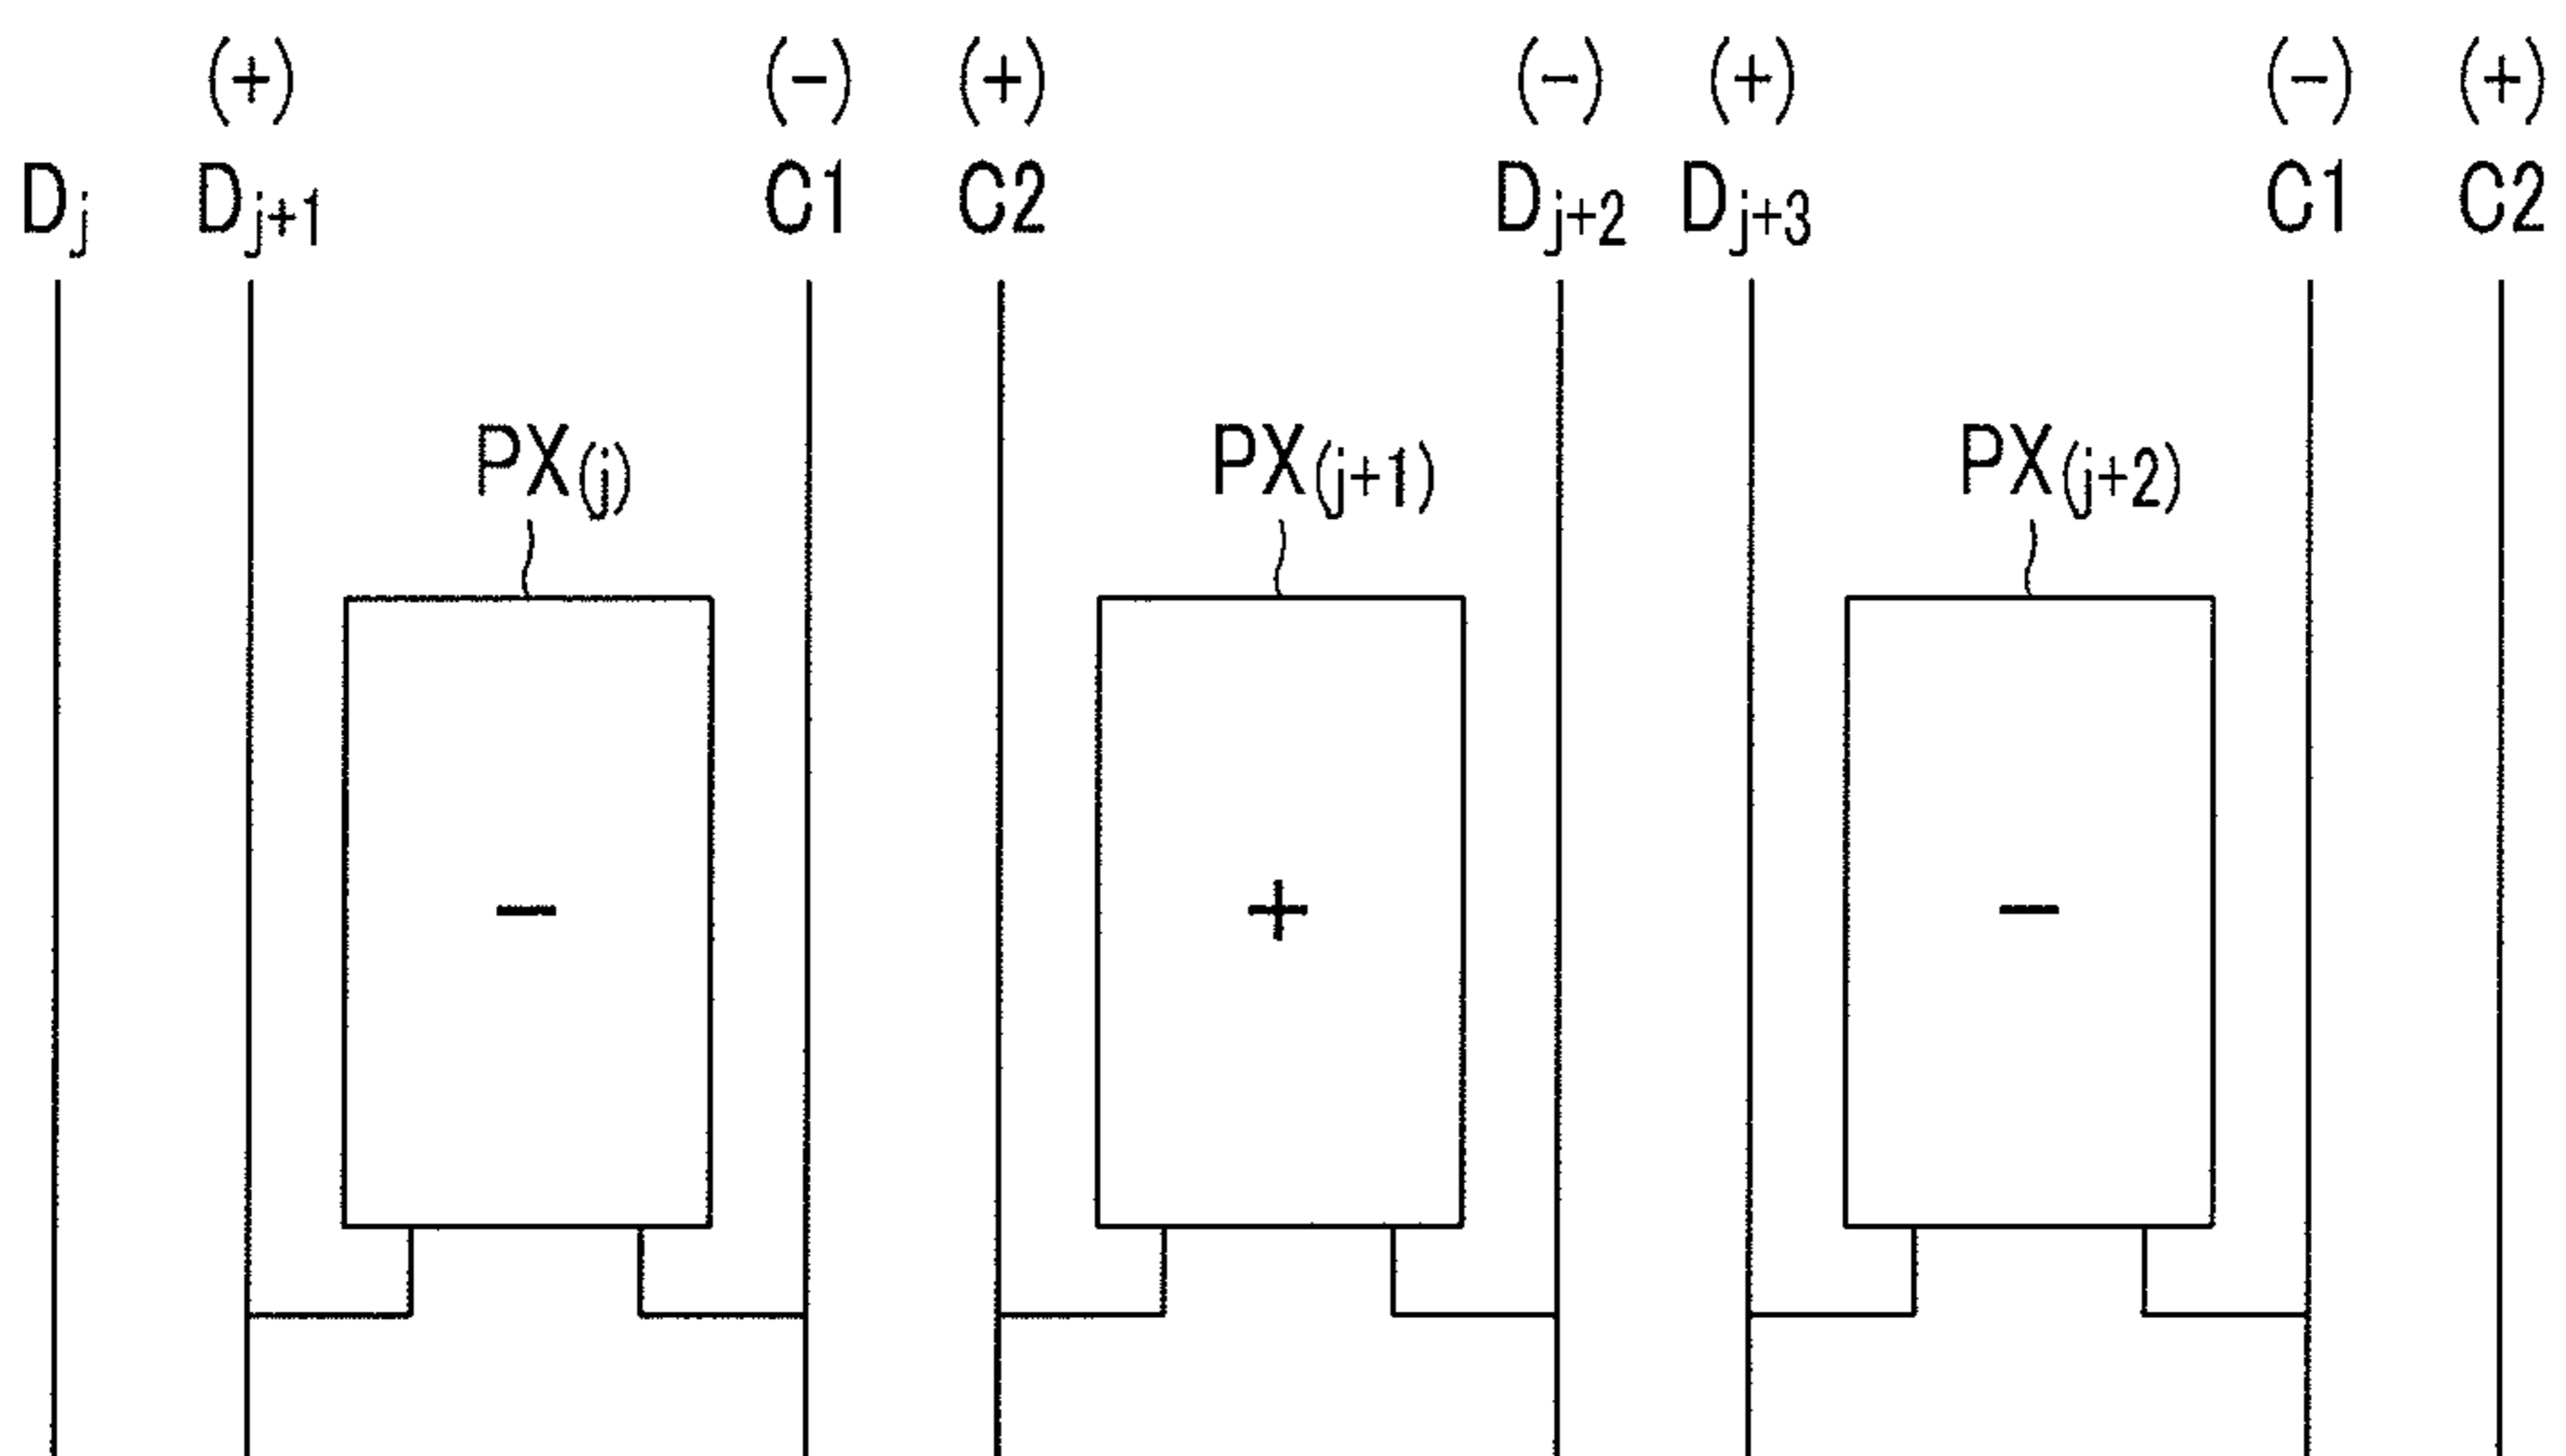 (+) (-) (+) (-) (+) (-) (+)
Dj Dj+1 C1 C2 Dj+2 Dj+3 C1 C2
PX(j) PX(j+1) PX(j+2)
− + −